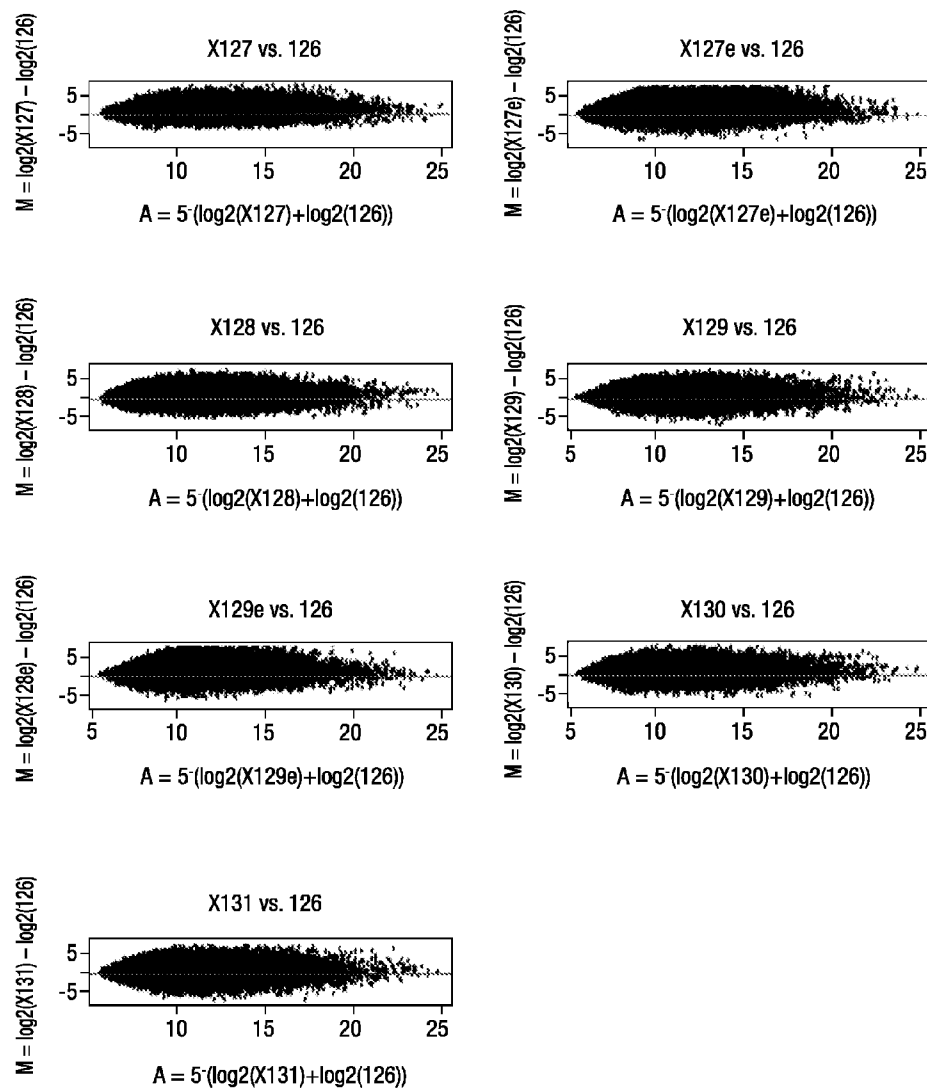 X127 vs. 126
M = log2(X127) – log2(126)
5
-5
10 15 20 25
A = 5-(log2(X127)+log2(126))
X127e vs. 126
M = log2(X127e) – log2(126)
5
-5
10 15 20 25
A = 5-(log2(X127e)+log2(126))
X128 vs. 126
M = log2(X128) – log2(126)
5
-5
10 15 20 25
A = 5-(log2(X128)+log2(126))
X129 vs. 126
M = log2(X129) – log2(126)
5
-5
5 10 15 20 25
A = 5-(log2(X129)+log2(126))
X129e vs. 126
M = log2(X128e) – log2(126)
5
-5
5 10 15 20 25
A = 5-(log2(X129e)+log2(126))
X130 vs. 126
M = log2(X130) – log2(126)
5
-5
5 10 15 20 25
A = 5-(log2(X130)+log2(126))
X131 vs. 126
M = log2(X131) – log2(126)
5
-5
10 15 20 25
A = 5-(log2(X131)+log2(126))